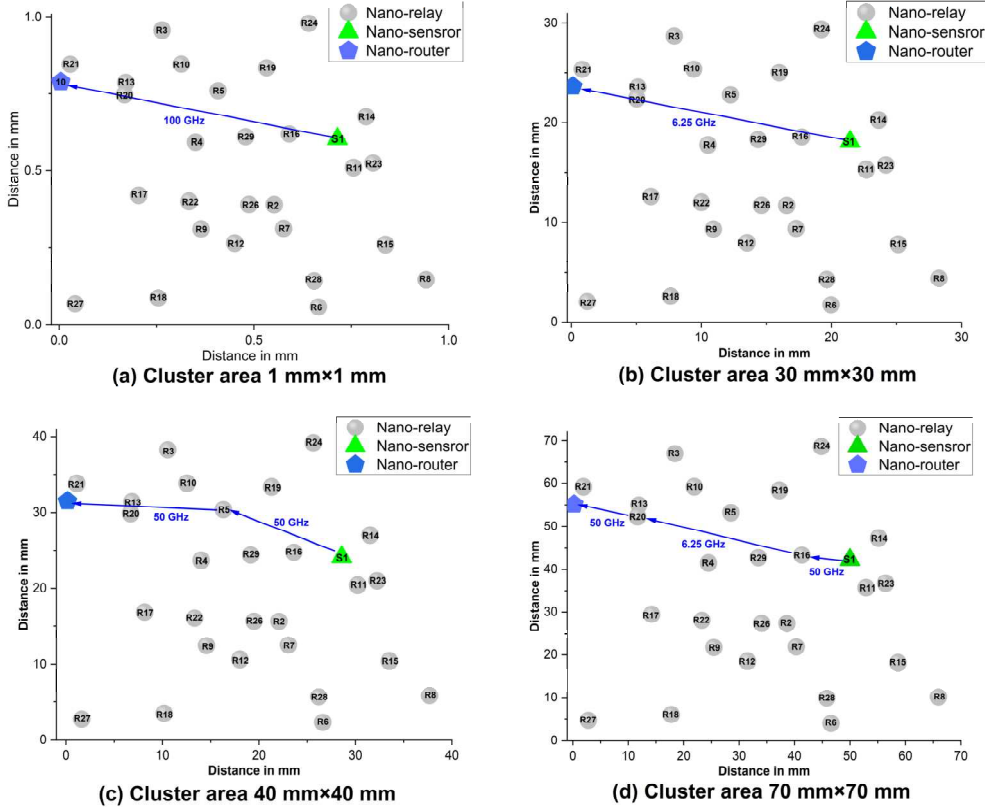 1.0
0.5
0.0
Distance in mm
R3
R24
R21
R10
R19
10
R13
R20
R5
100 GHz
R14
R4
R29
R16
S1
R11
R23
R17
R22
R26
R2
R9
R12
R7
R15
R28
R8
R27
R18
R6
Nano-relay
Nano-sensror
Nano-router
0.0
0.5
1.0
Distance in mm
(a) Cluster area 1 mm×1 mm
30
20
10
0
Distance in mm
R3
R24
R21
R10
R19
R13
R20
R5
6.25 GHz
R14
R4
R29
R16
S1
R11
R23
R17
R22
R26
R2
R9
R12
R7
R15
R28
R8
R27
R18
R6
Nano-relay
Nano-sensror
Nano-router
0
10
20
30
Distance in mm
(b) Cluster area 30 mm×30 mm
40
30
20
10
0
Distance in mm
R3
R24
R21
R10
R19
R13
R20
R5
50 GHz
50 GHz
R14
R4
R29
R16
S1
R11
R23
R17
R22
R26
R2
R9
R12
R7
R15
R28
R8
R27
R18
R6
Nano-relay
Nano-sensror
Nano-router
0
10
20
30
40
Distance in mm
(c) Cluster area 40 mm×40 mm
70
60
50
40
30
20
10
0
Distance in mm
R3
R24
R21
R10
R19
R13
R20
R5
50 GHz
6.25 GHz
50 GHz
R14
R4
R29
R16
S1
R11
R23
R17
R22
R26
R2
R9
R12
R7
R15
R28
R8
R27
R18
R6
Nano-relay
Nano-sensror
Nano-router
0
10
20
30
40
50
60
70
Distance in mm
(d) Cluster area 70 mm×70 mm